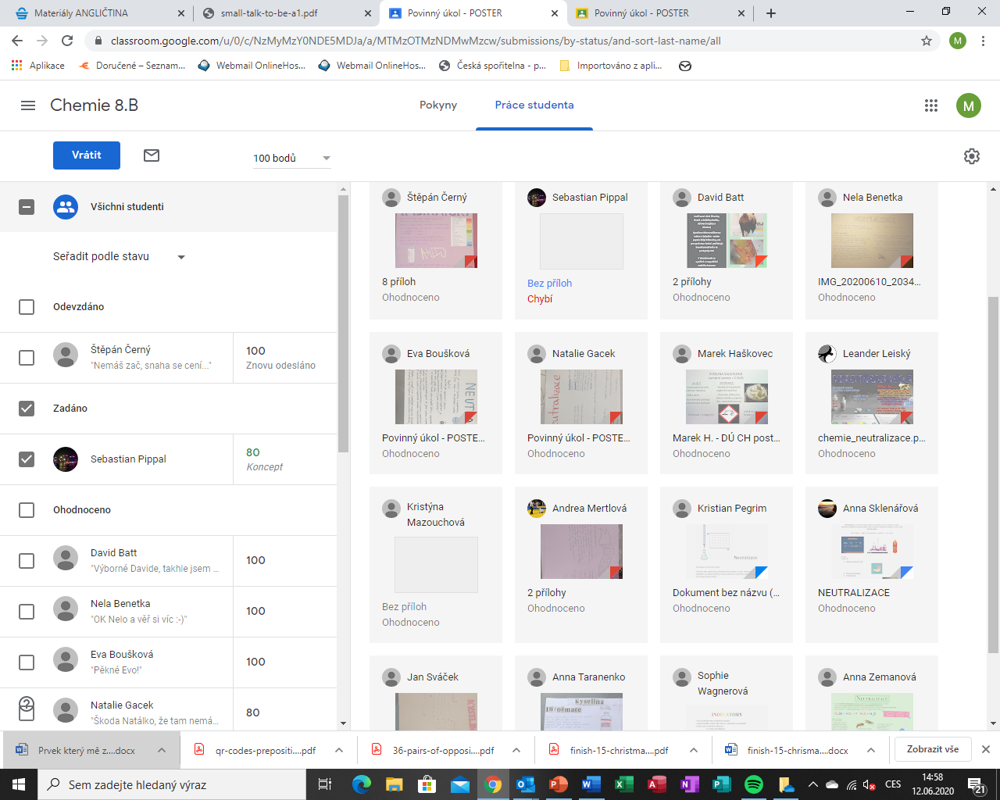 Materiály ANGLIČTINA
small-talk-to-be-a1.pdf
Povinný úkol - POSTER
Povinný úkol - POSTER
classroom.google.com/u/0/c/NzMyMzY0NDE5MDJa/a/MTMzOTMzNDMwMzcw/submissions/by-status/and-sort-last-name/all
M
Aplikace
Doručené – Seznam...
Webmail OnlineHos...
Webmail OnlineHos...
Česká spořitelna - p...
Importováno z apli...
Chemie 8.B
Pokyny
Práce studenta
M
Vrátit
100 bodů
Všichni studenti
Seřadit podle stavu
Odevzdáno
Štěpán Černý
100
"Nemáš zač, snaha se cení..."
Znovu odesláno
Zadáno
Sebastian Pippal
80
Koncept
Ohodnoceno
David Batt
"Výborné Davide, takhle jsem ...
100
Nela Benetka
"OK Nelo a věř si víc :-)"
100
Eva Boušková
"Pěkné Evo!"
100
Natalie Gacek
"Škoda Natálko, že tam nemá...
80
Štěpán Černý
8 příloh
Ohodnoceno
Sebastian Pippal
Bez příloh
Chybí
David Batt
2 přílohy
Ohodnoceno
Nela Benetka
IMG_20200610_2034...
Ohodnoceno
Eva Boušková
Povinný úkol - POSTE...
Ohodnoceno
Natalie Gacek
Povinný úkol - POSTE...
Ohodnoceno
Marek Haškovec
Marek H. - DÚ CH post...
Ohodnoceno
Leander Leiský
chemie_neutralizace.p...
Ohodnoceno
Kristýna
Mazouchová
Bez příloh
Ohodnoceno
Andrea Mertlová
2 přílohy
Ohodnoceno
Kristian Pegrim
Neutralizace
Dokument bez názvu (...
Ohodnoceno
Anna Sklenářová
NEUTRALIZACE
Ohodnoceno
Jan Sváček
Anna Taranenko
kyselina
Sophie
Wagnerová
INDIKÁTORY
Anna Zemanová
NEUTRALIZACE
Prvek který mě z....docx
qr-codes-prepositi....pdf
36-pairs-of-opposi....pdf
finish-15-christma....pdf
finish-15-chrisma....docx
Zobrazit vše
Sem zadejte hledaný výraz
CES
14:58
12.06.2020
21